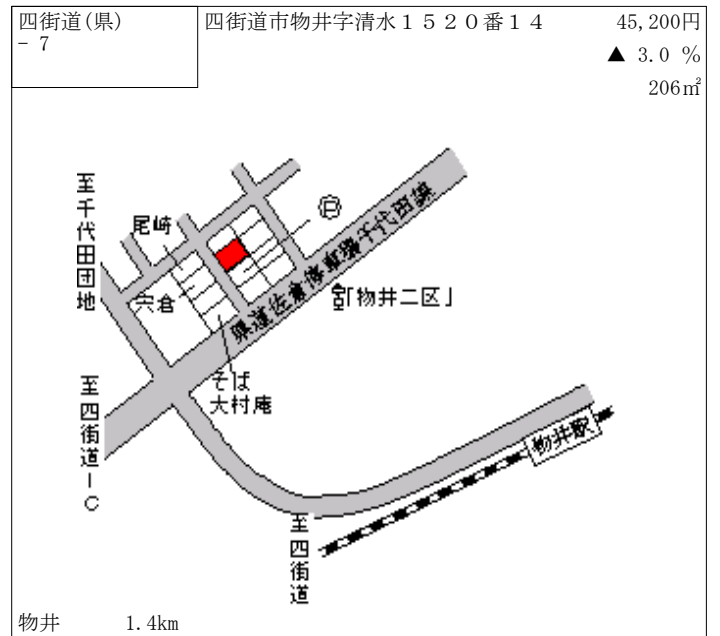 四街道(県)
－ 7
四街道市物井字清水１５２０番１４
45,200円
▲ 3.0 %
206㎡
至千代田団地
尾崎
宍倉
県道佐倉停車場千代田線
「物井二区」
そば
大村庵
至四街道ＩＣ
物井駅
至四街道
物井 1.4km